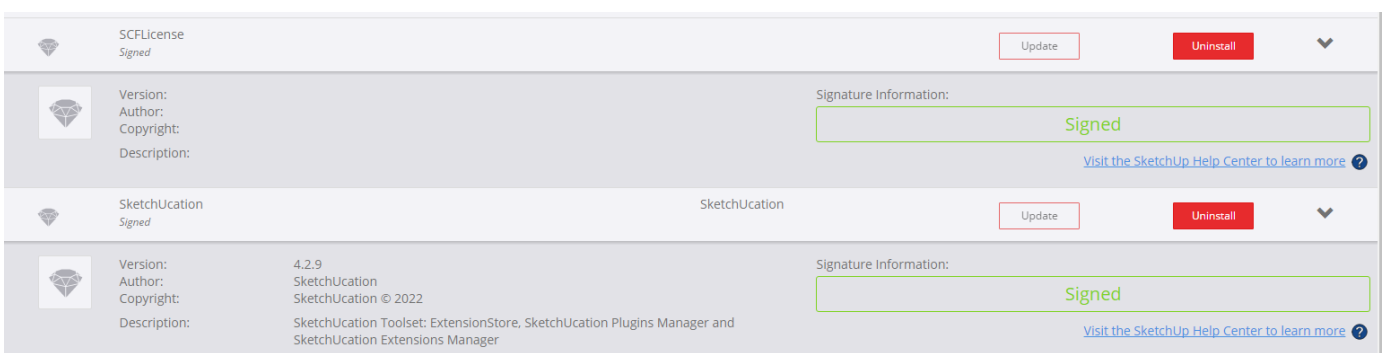 SCFLicense
Signed
Update
Uninstall
Version:
Author:
Copyright:
Description:
Signature Information:
Signed
Visit the SketchUp Help Center to learn more ?
SketchUcation SketchUcation
Signed
Update
Uninstall
Version: 4.2.9
Author: SketchUcation
Copyright: SketchUcation © 2022
Description: SketchUcation Toolset: ExtensionStore, SketchUcation Plugins Manager and
SketchUcation Extensions Manager
Signature Information:
Signed
Visit the SketchUp Help Center to learn more ?